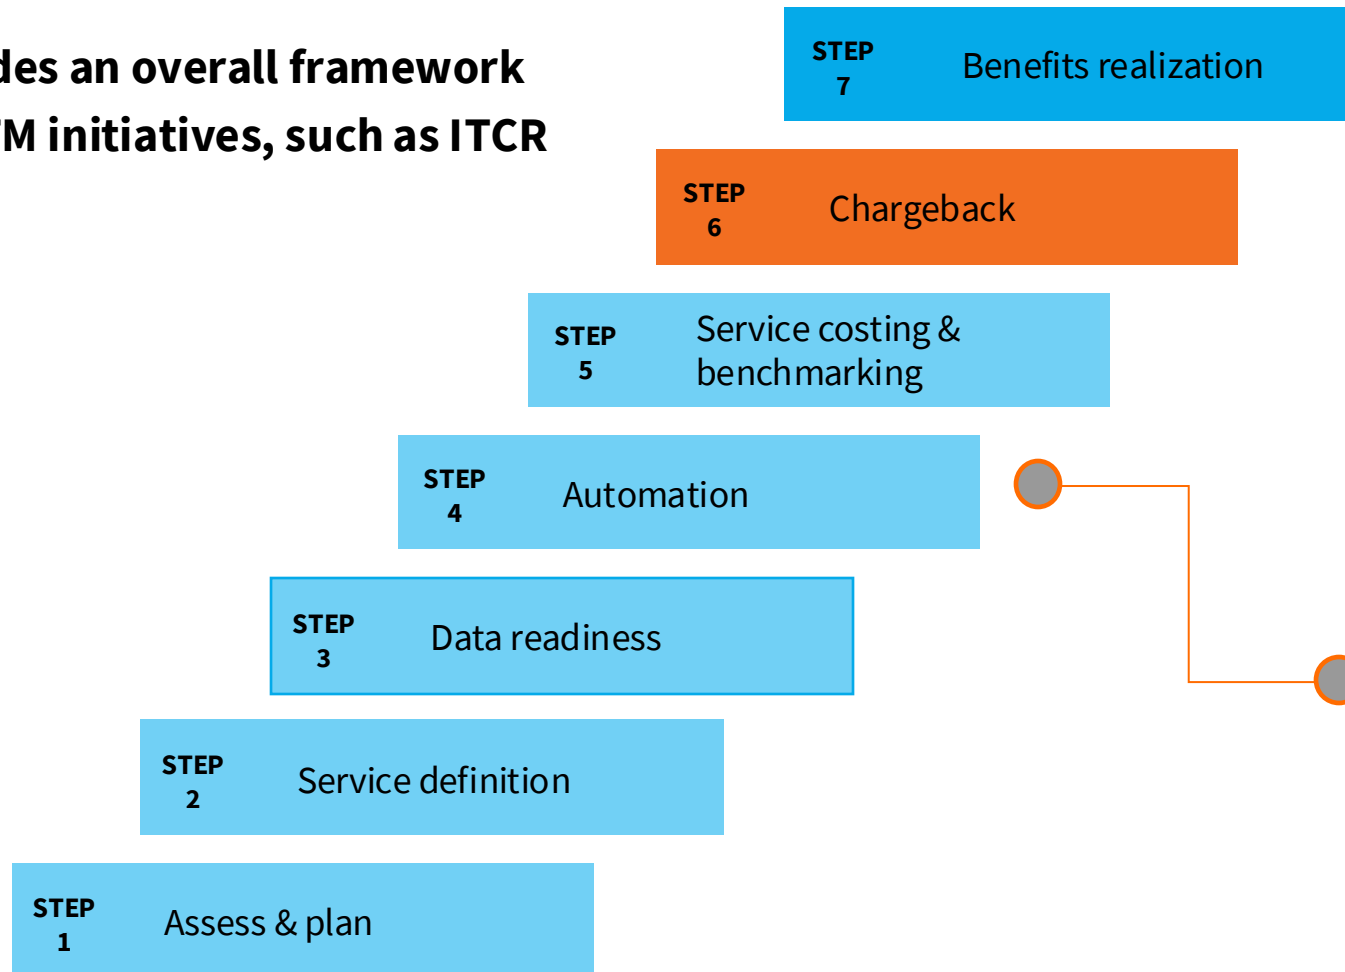 an overall framework
initiatives, such as ITCR
STEP
7
Benefits realization
STEP
6
Chargeback
STEP
5
Service costing &
benchmarking
STEP
4
Automation
STEP
3
Data readiness
STEP
2
Service definition
STEP
1
Assess & plan